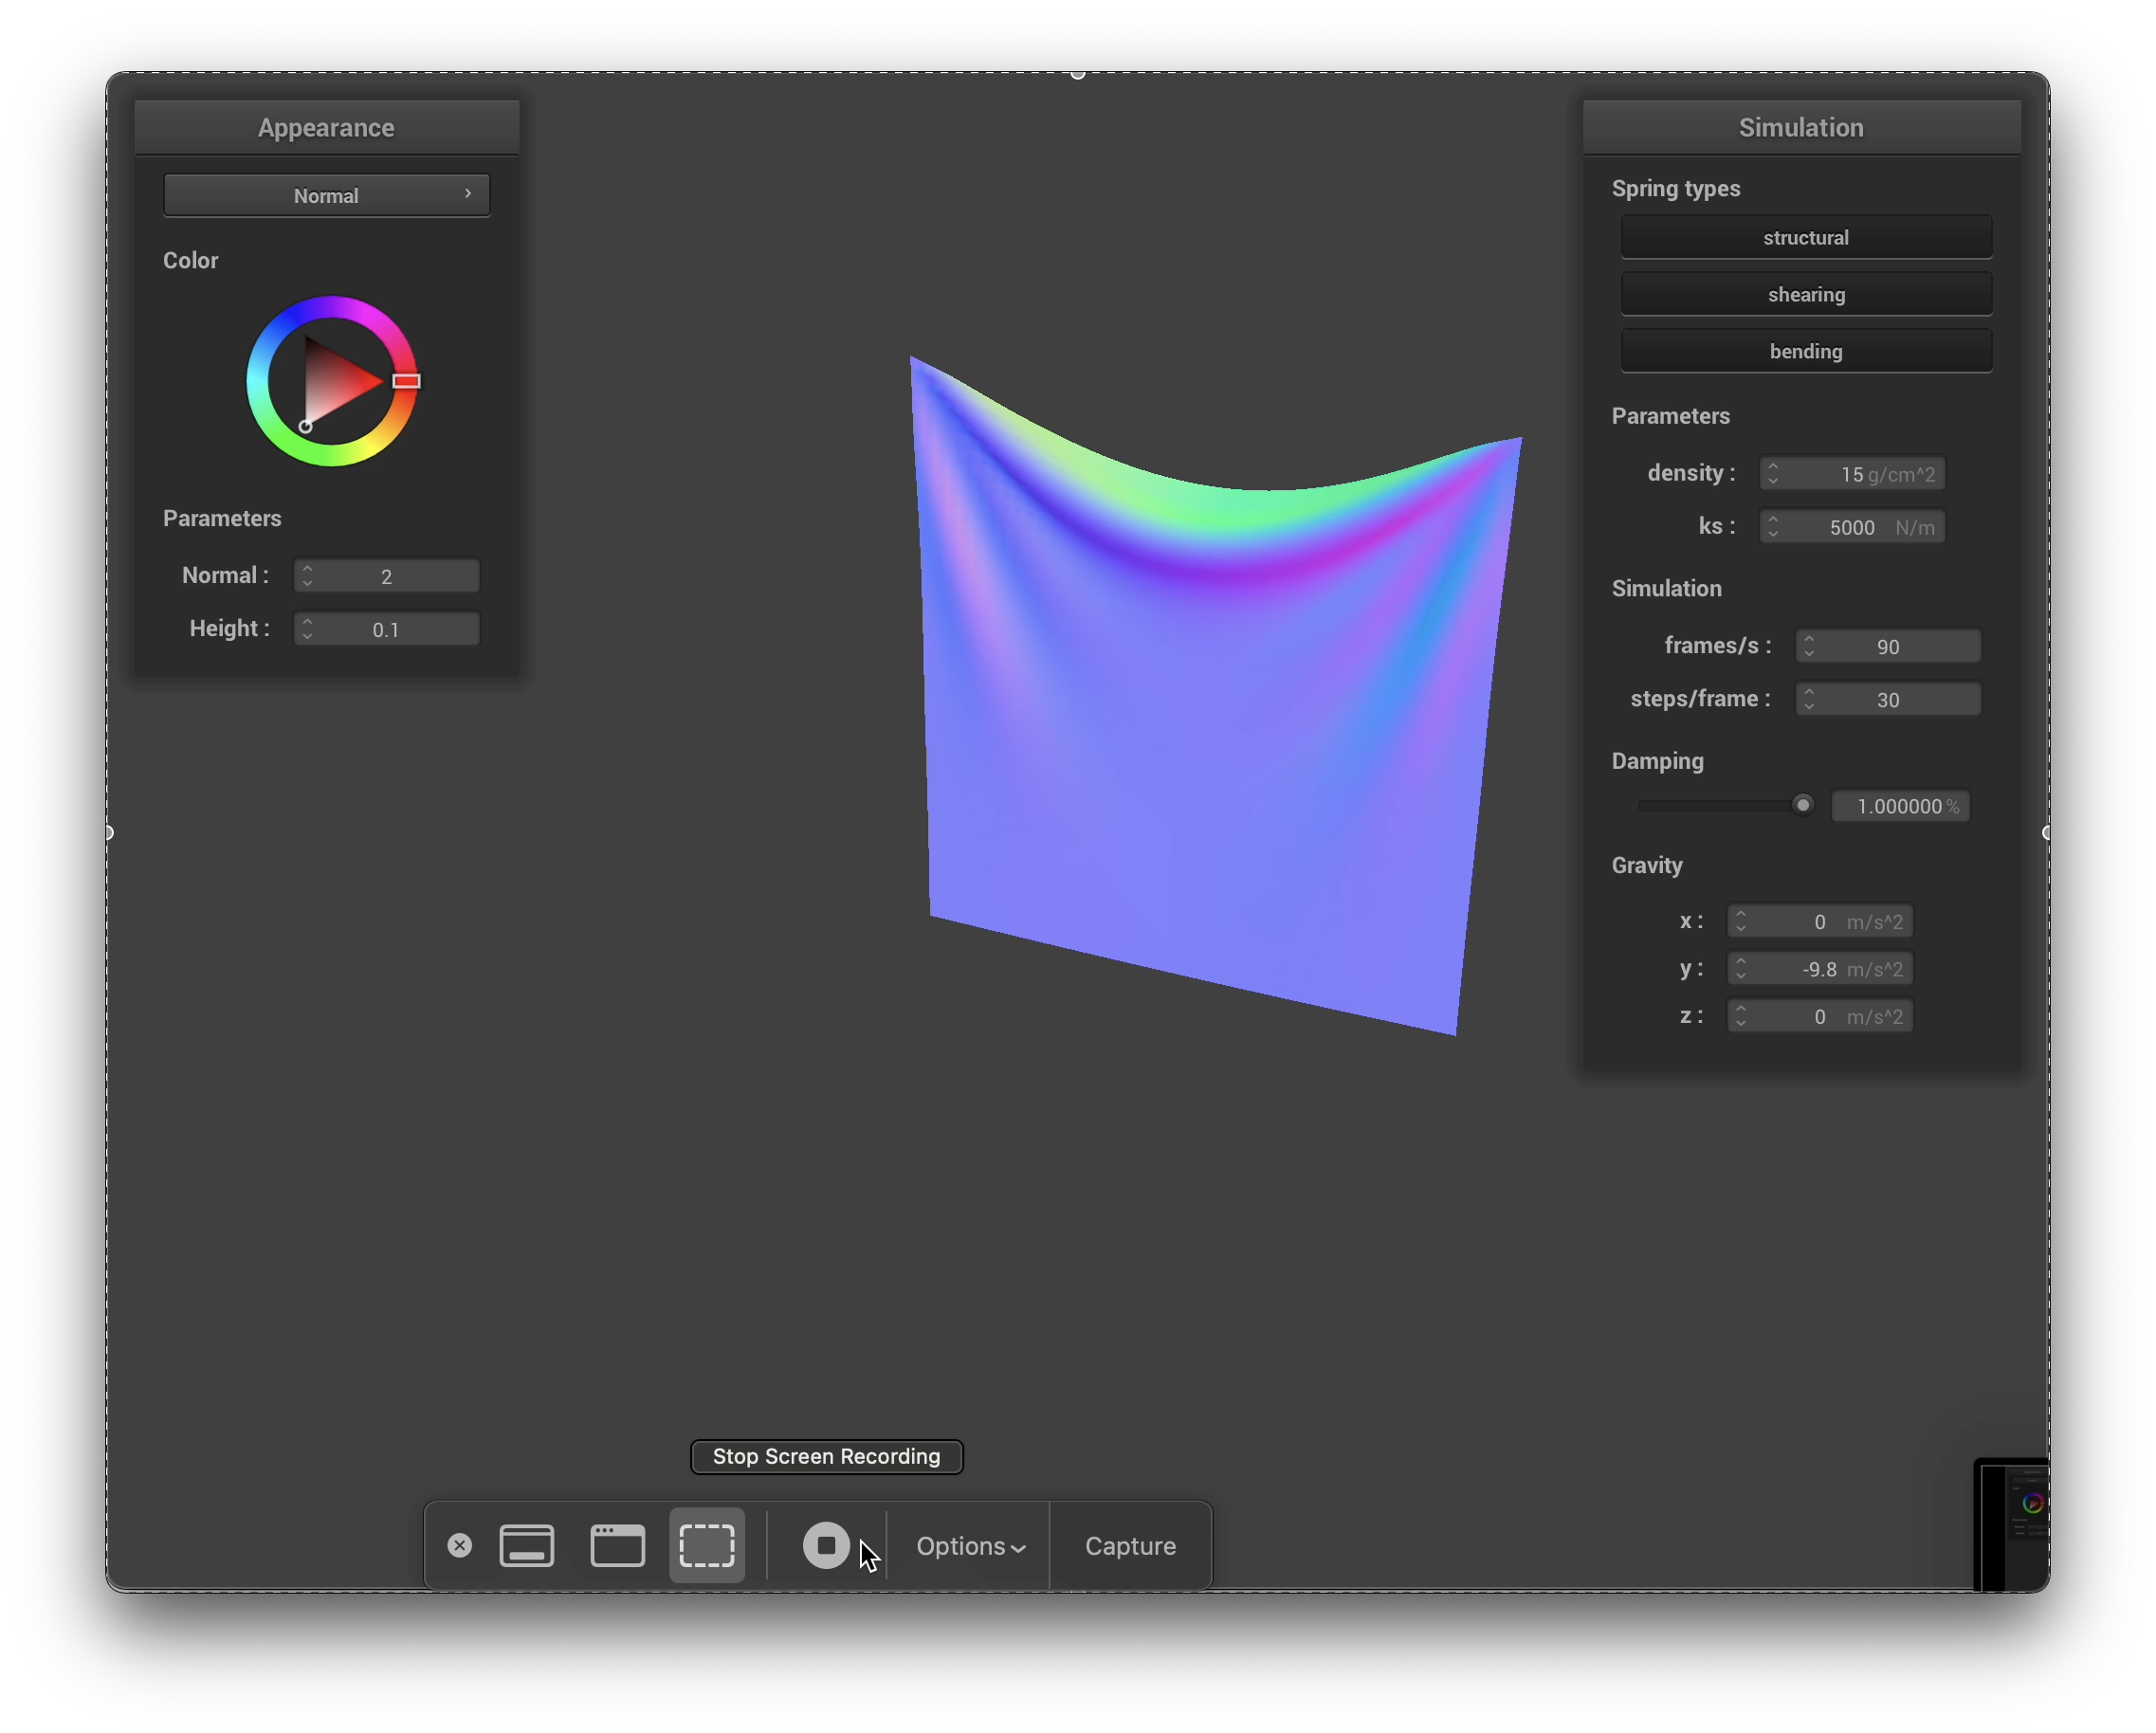 Appearance
Normal
Color
Parameters
Normal : 2
Height : 0.1
Simulation
Spring types
structural
shearing
bending
Parameters
density : 15 g/cm^2
ks : 5000 N/m
Simulation
frames/s : 90
steps/frame : 30
Damping
1.000000 %
Gravity
x : 0 m/s^2
y : -9.8 m/s^2
z : 0 m/s^2
Stop Screen Recording
Options
Capture